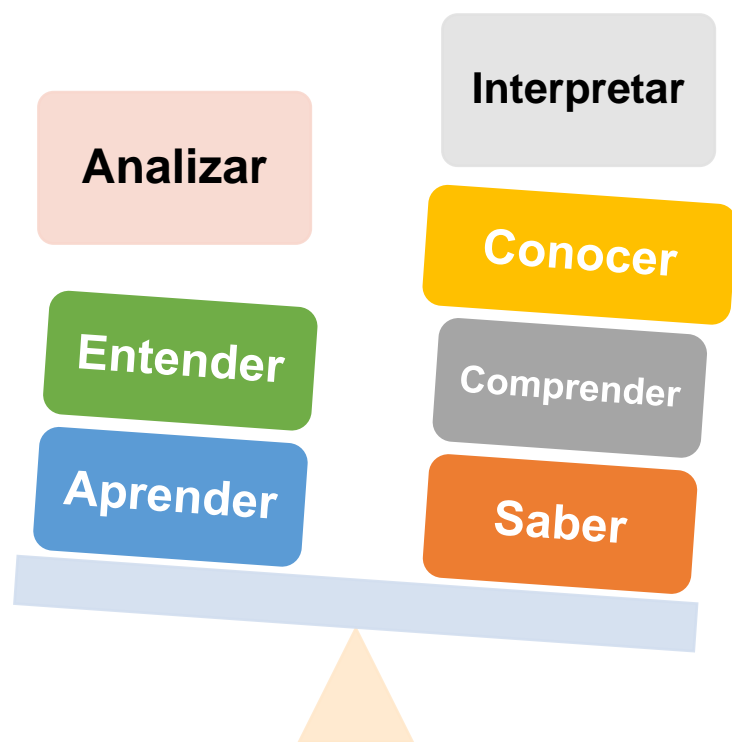 Analizar
Entender
Aprender
Interpretar
Conocer
Comprender
Saber